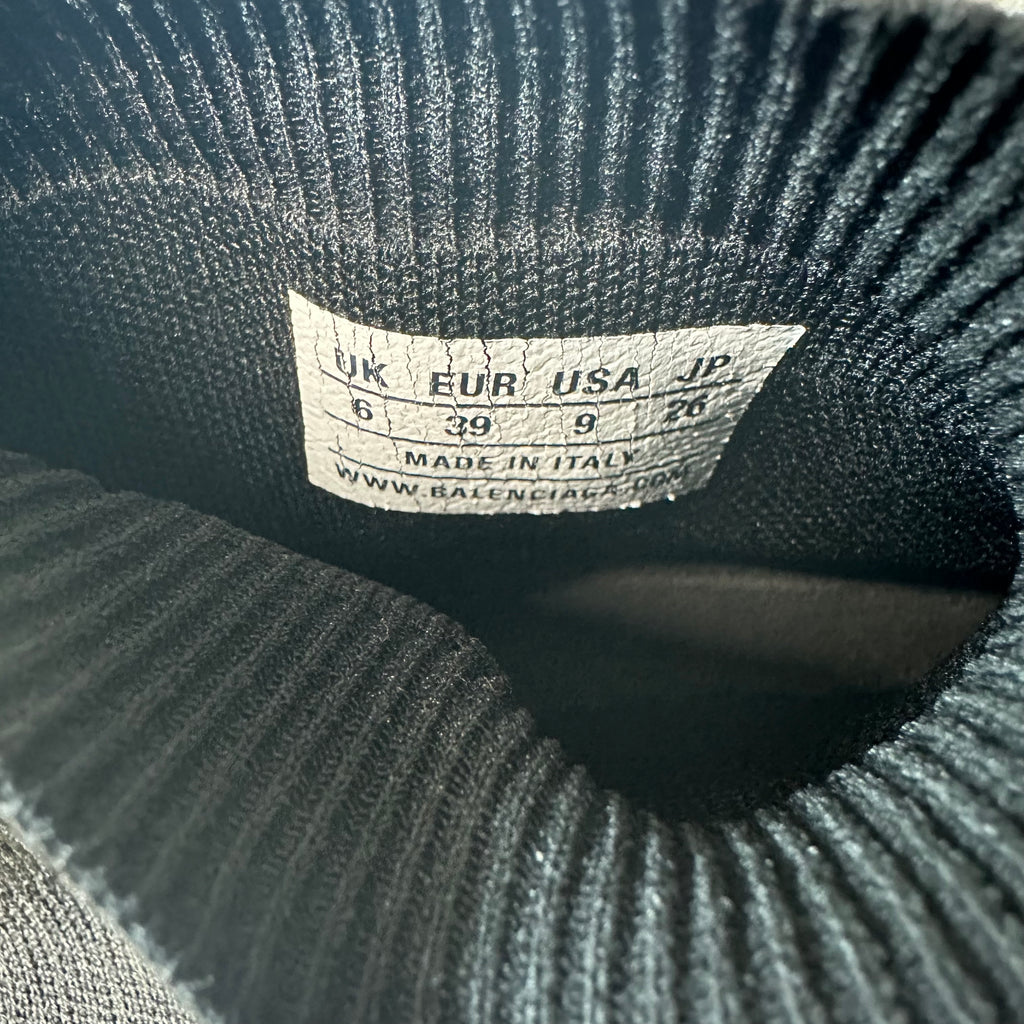 UK EUR USA JP
6 39 9 26
MADE IN ITALY
WWW.BALENCIAGA.COM